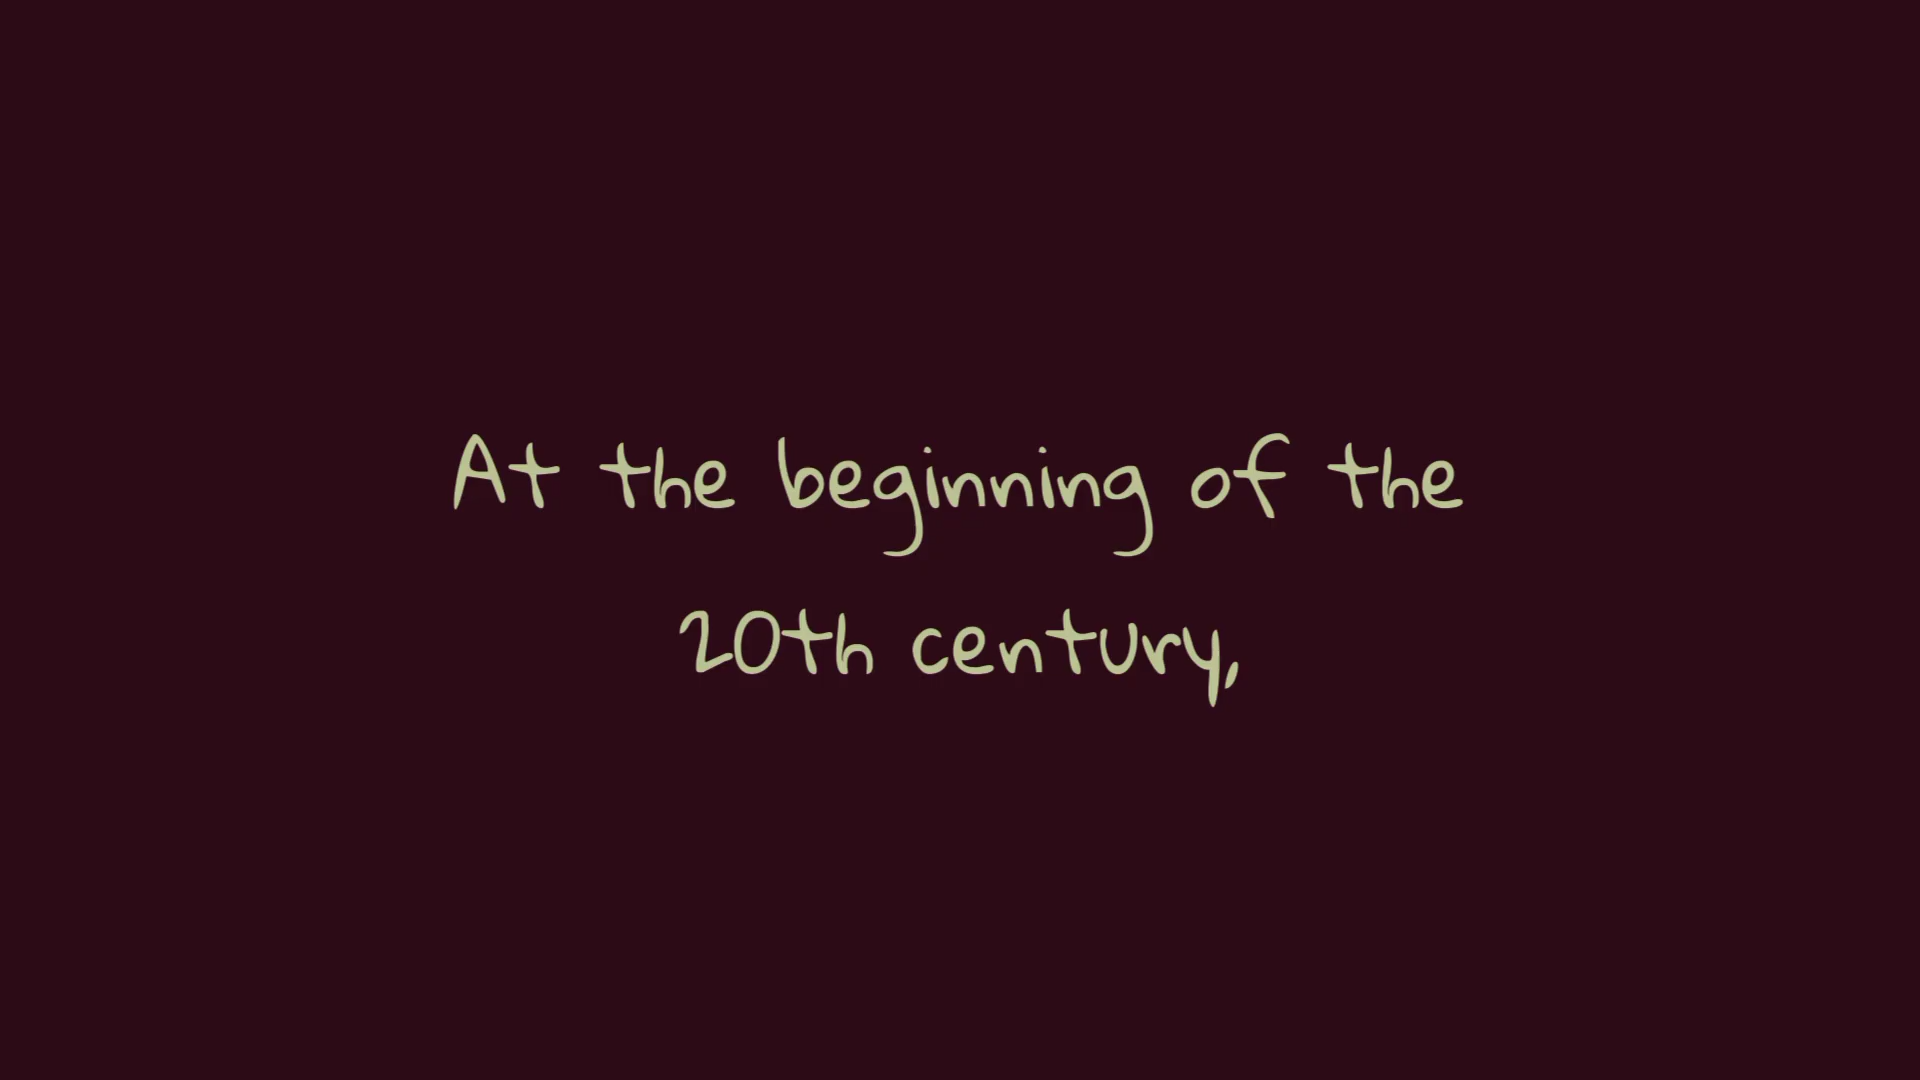 At the beginning of the
20th century,